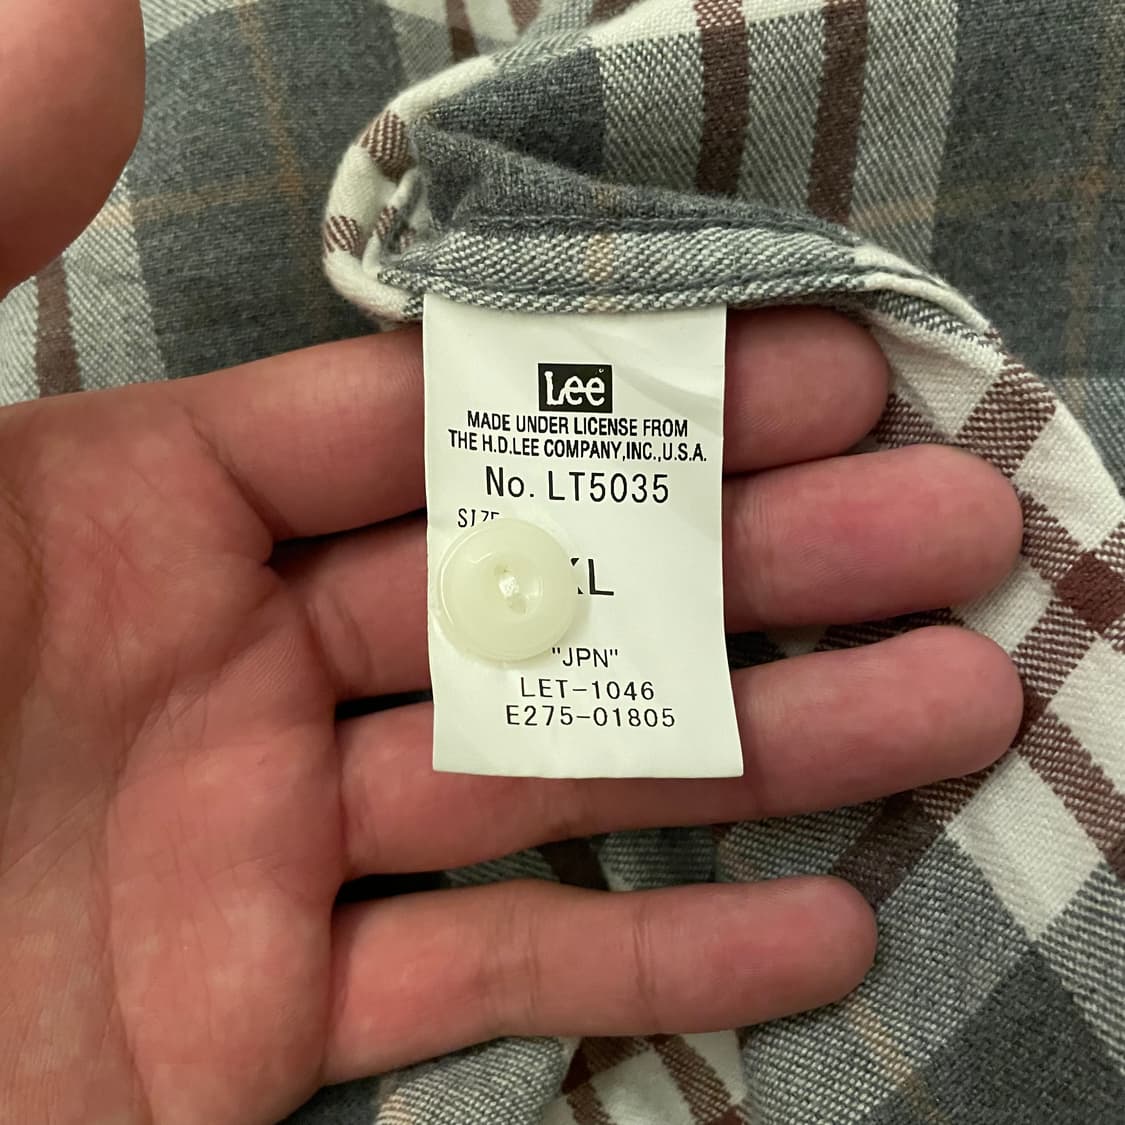 Lee
MADE UNDER LICENSE FROM
THE H.D.LEE COMPANY,INC.,U.S.A.
No. LT5035
"JPN"
LET-1046
E275-01805